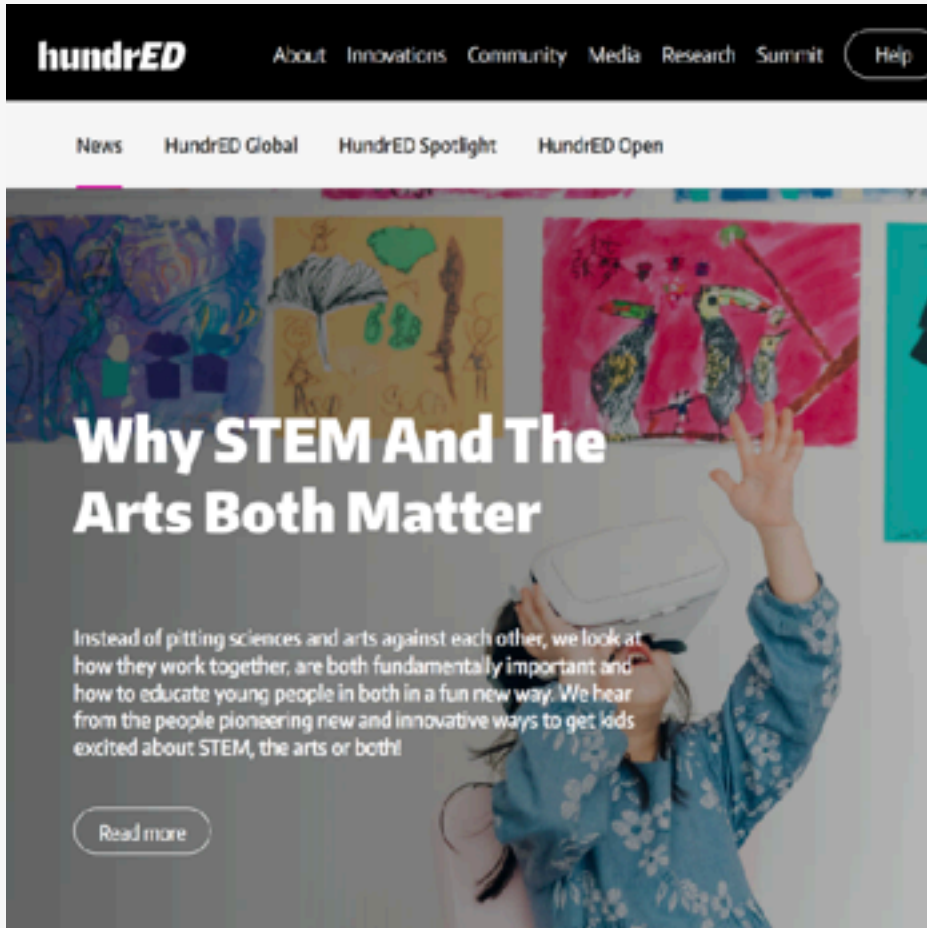 hundrED
About Innovations Community Media Research Summit Help
News HundrED Global HundrED Spotlight HundrED Open
Why STEM And The
Arts Both Matter
Instead of pitting sciences and arts against each other, we look at
how they work together, are both fundamentally important and
how to educate young people in both in a fun new way. We hear
from the people pioneering new and innovative ways to get kids
excited about STEM, the arts or both!
Read more